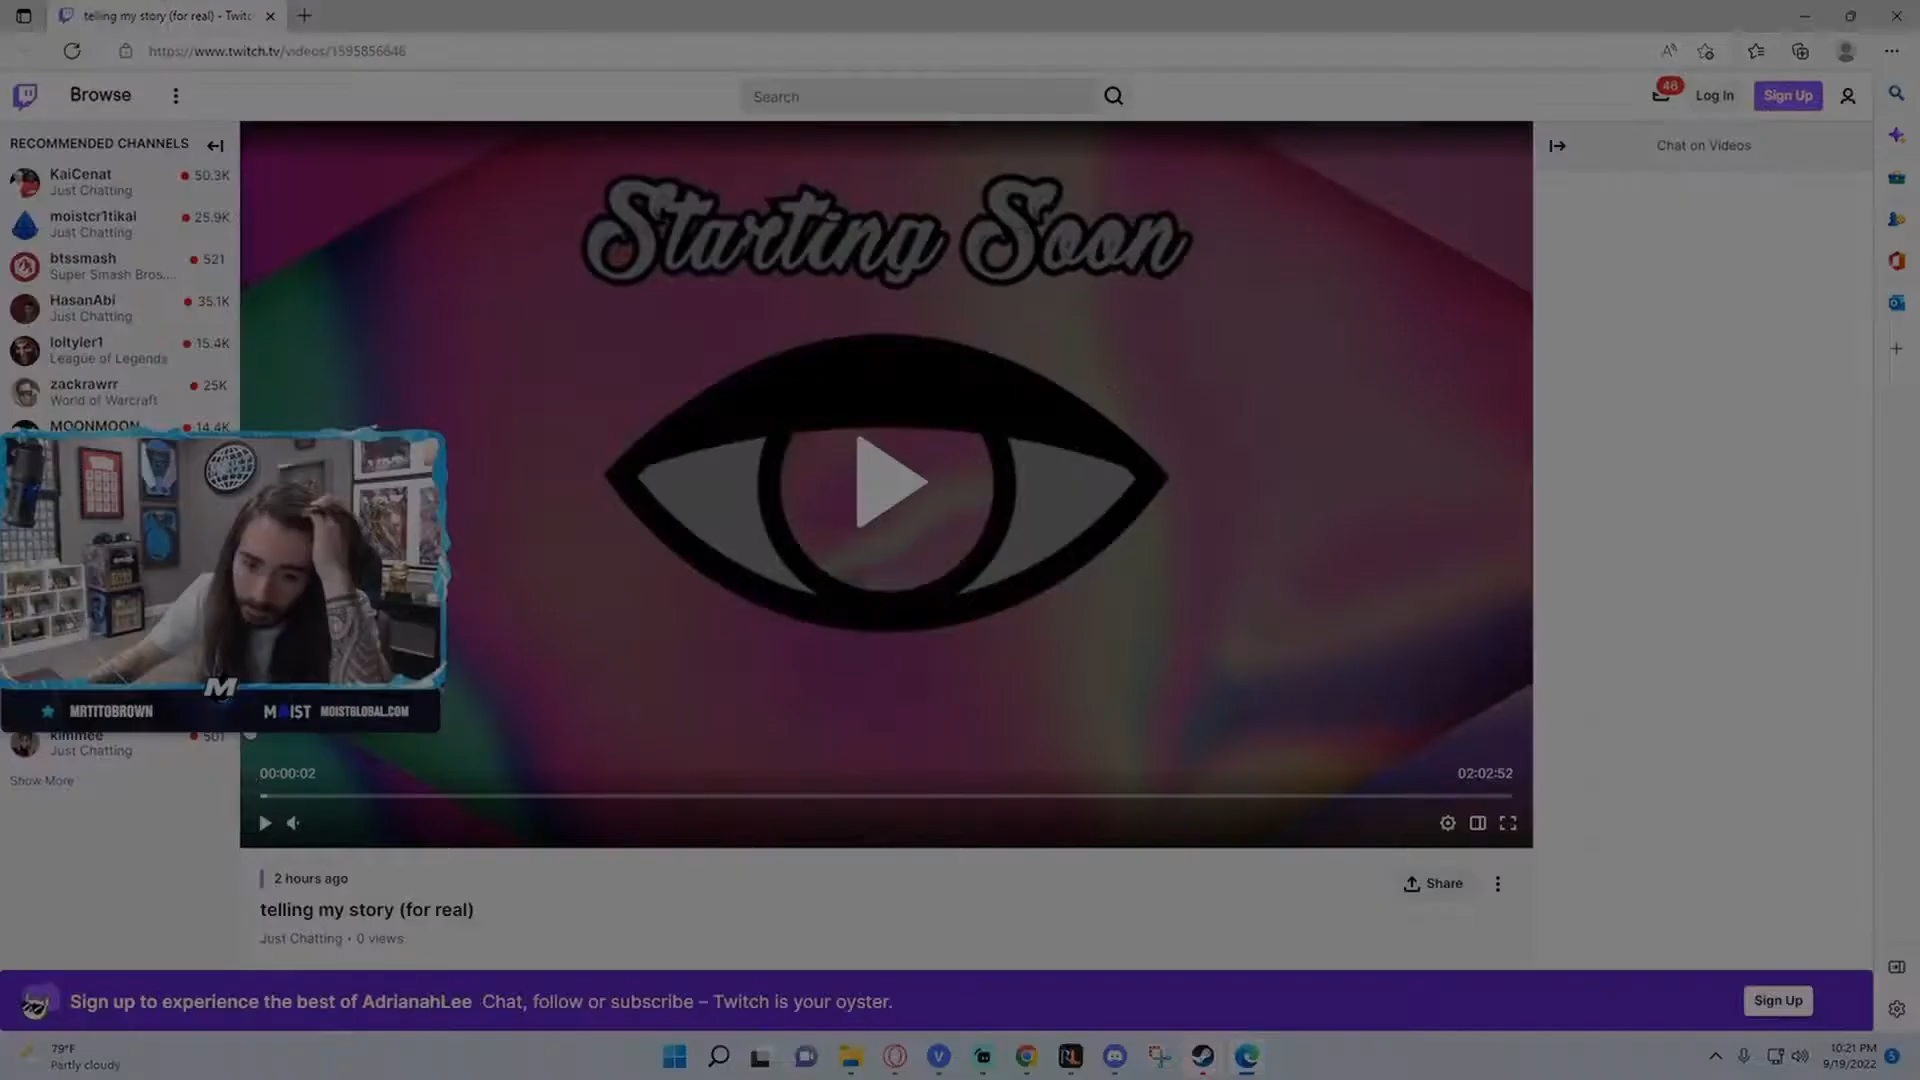 telling my story (for real) - Twitc
https://www.twitch.tv/videos/1595856646
Browse
Search
46
Log In
Sign Up
RECOMMENDED CHANNELS
Chat on Videos
KaiCenat
50.3K
Just Chatting
moistcr1tikal
25.9K
Just Chatting
btssmash
521
Super Smash Bros....
HasanAbi
35.1K
Just Chatting
loltyler1
15.4K
League of Legends
zackrawrr
25K
World of Warcraft
MOONMOON
14.4K
Starting Soon
M
MRTITOBROWN
MOIST
MOISTGLOBAL.COM
kimmee
501
Just Chatting
Show More
00:00:02
02:02:52
2 hours ago
Share
telling my story (for real)
Just Chatting • 0 views
Sign up to experience the best of AdrianahLee Chat, follow or subscribe – Twitch is your oyster.
Sign Up
79°F
Partly cloudy
10:21 PM
9/19/2022
5